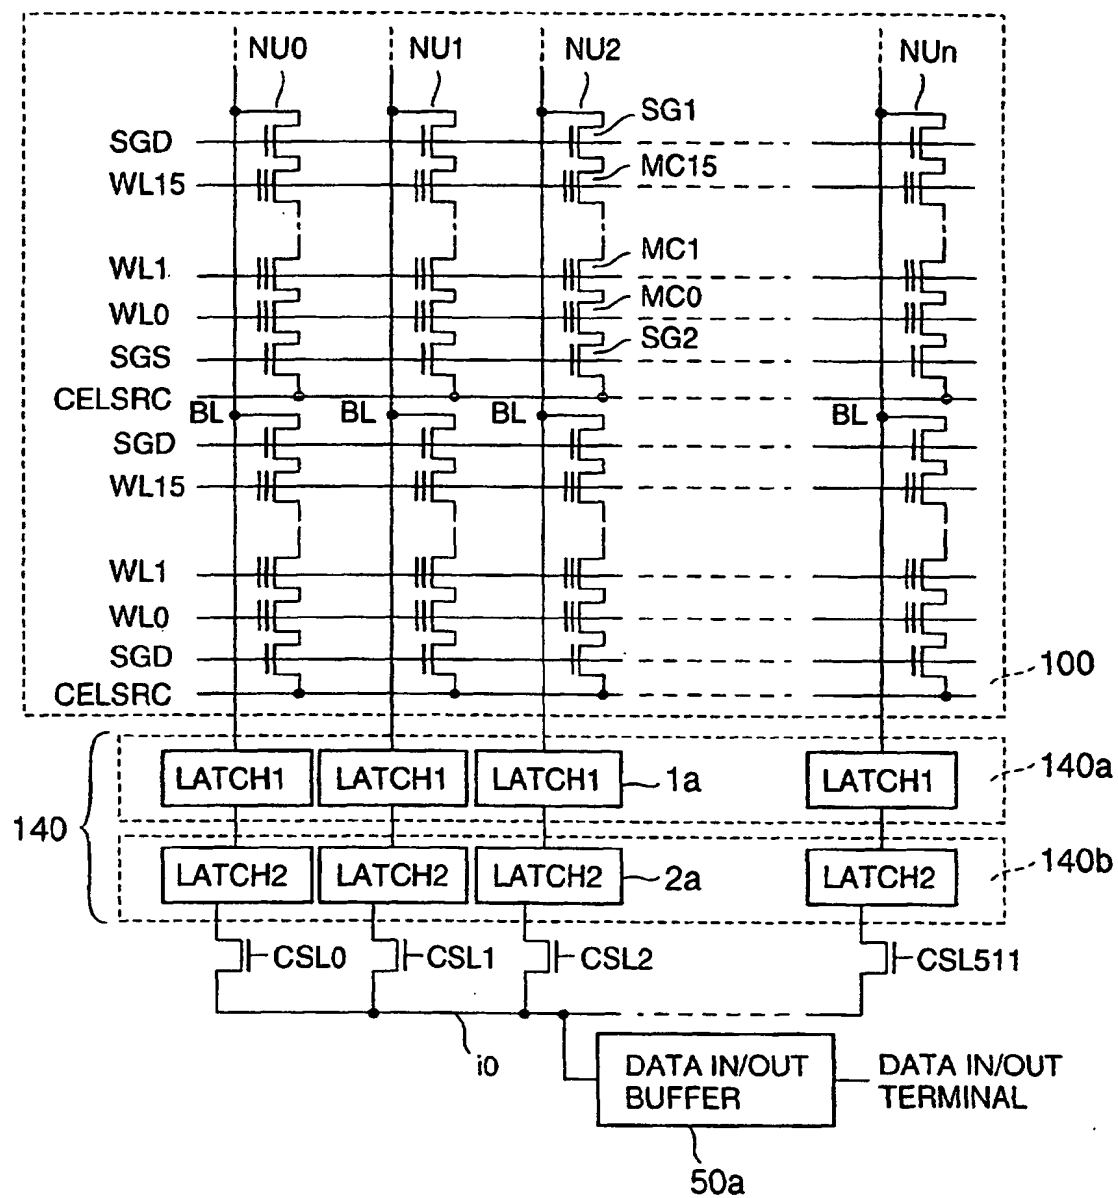 NU0 NU1 NU2 NUn
SG1
SGD
MC15
WL15
MC1
WL1
MC0
WL0
SG2
SGS
CELSRC
BL BL BL BL
SGD
WL15
WL1
WL0
SGD
100
CELSRC
LATCH1 LATCH1 LATCH1 1a LATCH1 140a
140
LATCH2 LATCH2 LATCH2 2a LATCH2 140b
CSL0 CSL1 CSL2 CSL511
i0
DATA IN/OUT
BUFFER
DATA IN/OUT
TERMINAL
50a